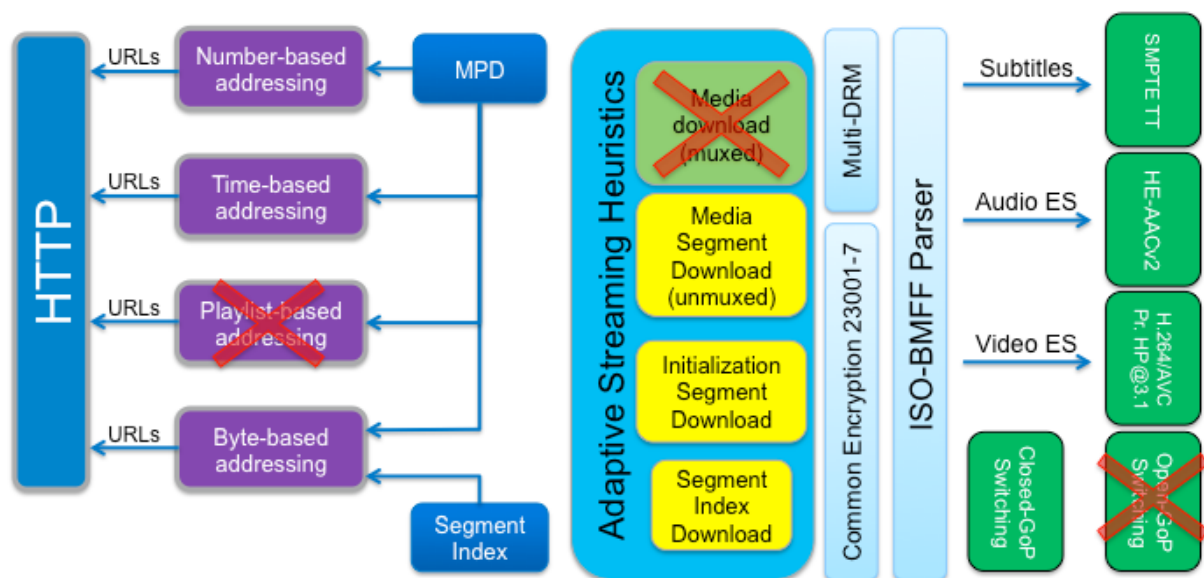 HTTP
URLs
Number-based
addressing
MPD
URLs
Time-based
addressing
URLs
Playlist-based
addressing
URLs
Byte-based
addressing
Segment
Index
Adaptive Streaming Heuristics
Media
download
(muxed)
Media
Segment
Download
(unmuxed)
Initialization
Segment
Download
Segment
Index
Download
Multi-DRM
Common Encryption 23001-7
ISO-BMFF Parser
Subtitles
SMPTE TT
Audio ES
HE-AACv2
Video ES
H.264/AVC
Pr. HP@3.1
Closed-GoP
Switching
Open-GoP
Switching